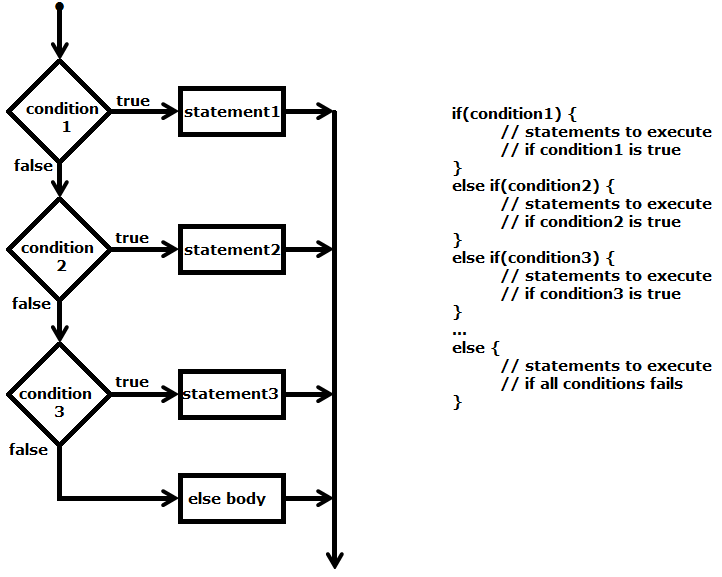 condition
1
true
statement1
false
condition
2
true
statement2
false
condition
3
true
statement3
false
else body
if(condition1) {
// statements to execute
// if condition1 is true
}
else if(condition2) {
// statements to execute
// if condition2 is true
}
else if(condition3) {
// statements to execute
// if condition3 is true
}
...
else {
// statements to execute
// if all conditions fails
}